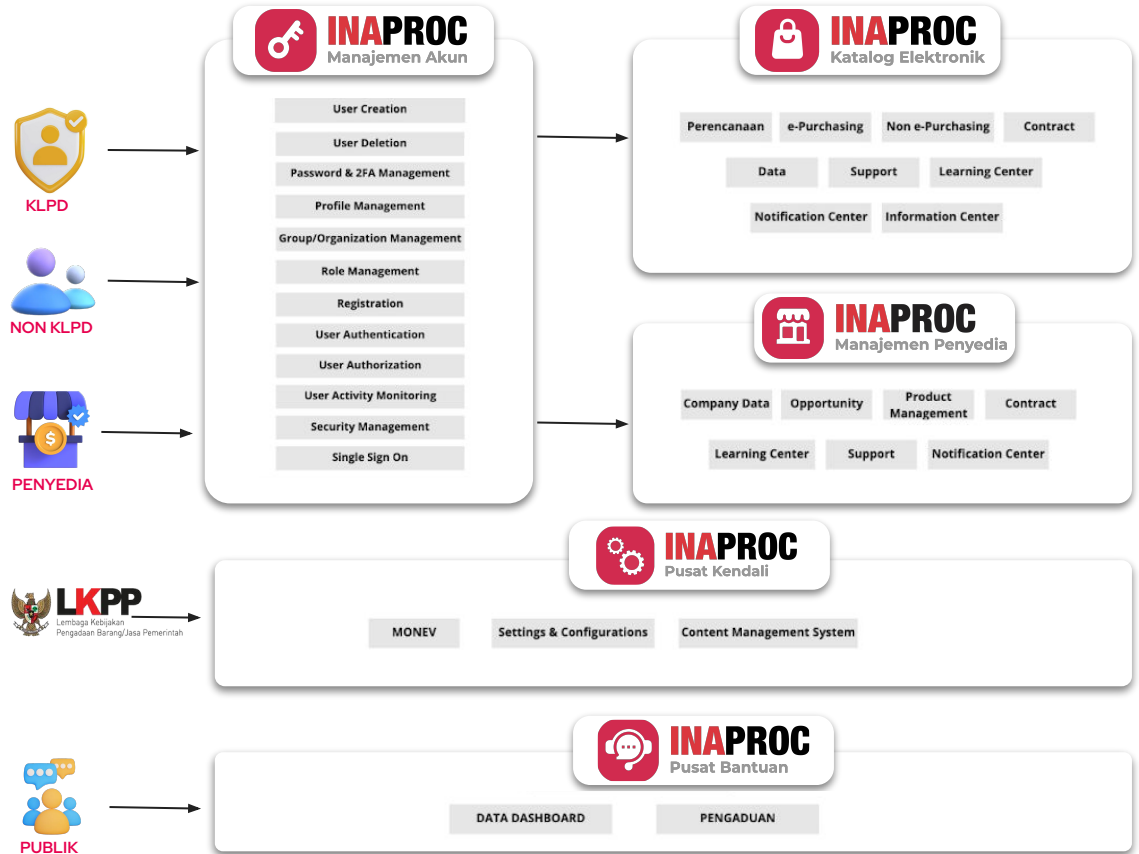 INAPROC
Manajemen Akun
User Creation
User Deletion
Password & 2FA Management
Profile Management
Group/Organization Management
Role Management
Registration
User Authentication
User Authorization
User Activity Monitoring
Security Management
Single Sign On
KLPD
NON KLPD
PENYEDIA
INAPROC
Katalog Elektronik
Perencanaan e-Purchasing Non e-Purchasing Contract
Data Support Learning Center
Notification Center Information Center
INAPROC
Manajemen Penyedia
Company Data Opportunity Product Management Contract
Learning Center Support Notification Center
INAPROC
Pusat Kendali
LKPP
Lembaga Kebijakan
Pengadaan Barang/Jasa Pemerintah
MONEV Settings & Configurations Content Management System
INAPROC
Pusat Bantuan
DATA DASHBOARD PENGADUAN
PUBLIK